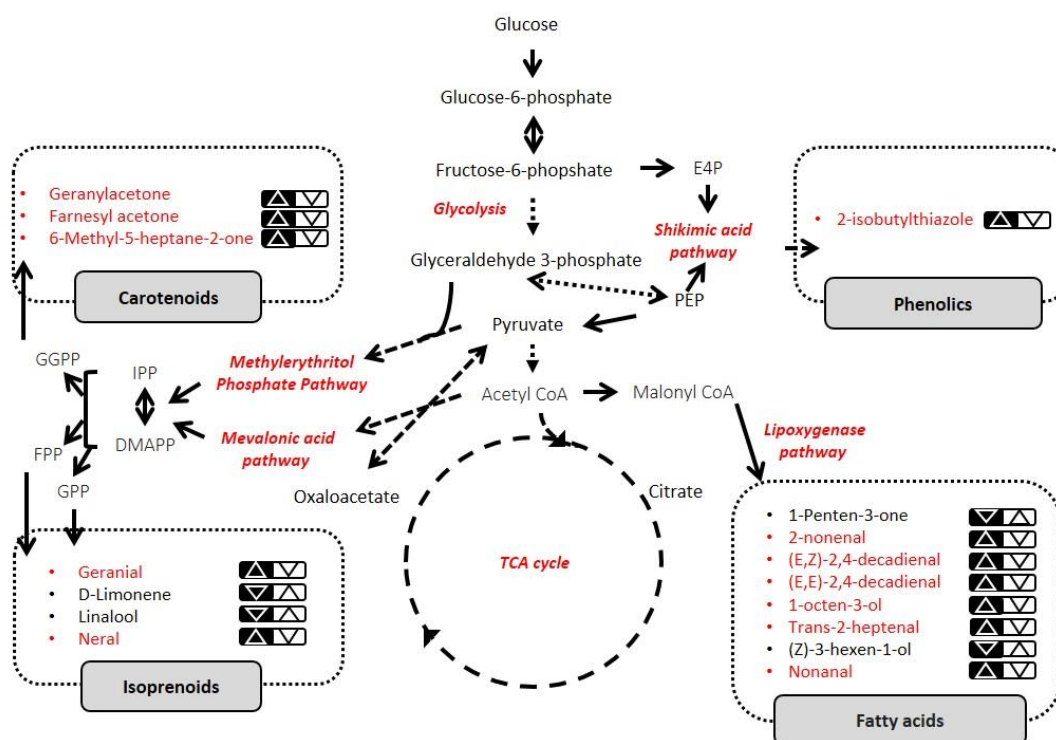 Glucose
Glucose-6-phosphate
Fructose-6-phopshate
E4P
Glycolysis
Shikimic acid
pathway
Glyceraldehyde 3-phosphate
PEP
Pyruvate
• Geranylacetone
• Farnesyl acetone
• 6-Methyl-5-heptane-2-one
Carotenoids
• 2-isobutylthiazole
Phenolics
GGPP
IPP
Methylerythritol
Phosphate Pathway
Acetyl CoA
Malonyl CoA
FPP
DMAPP
Mevalonic acid
pathway
Lipoxygenase
pathway
GPP
Oxaloacetate
Citrate
TCA cycle
• Geranial
• D-Limonene
• Linalool
• Neral
Isoprenoids
• 1-Penten-3-one
• 2-nonenal
• (E,Z)-2,4-decadienal
• (E,E)-2,4-decadienal
• 1-octen-3-ol
• Trans-2-heptenal
• (Z)-3-hexen-1-ol
• Nonanal
Fatty acids